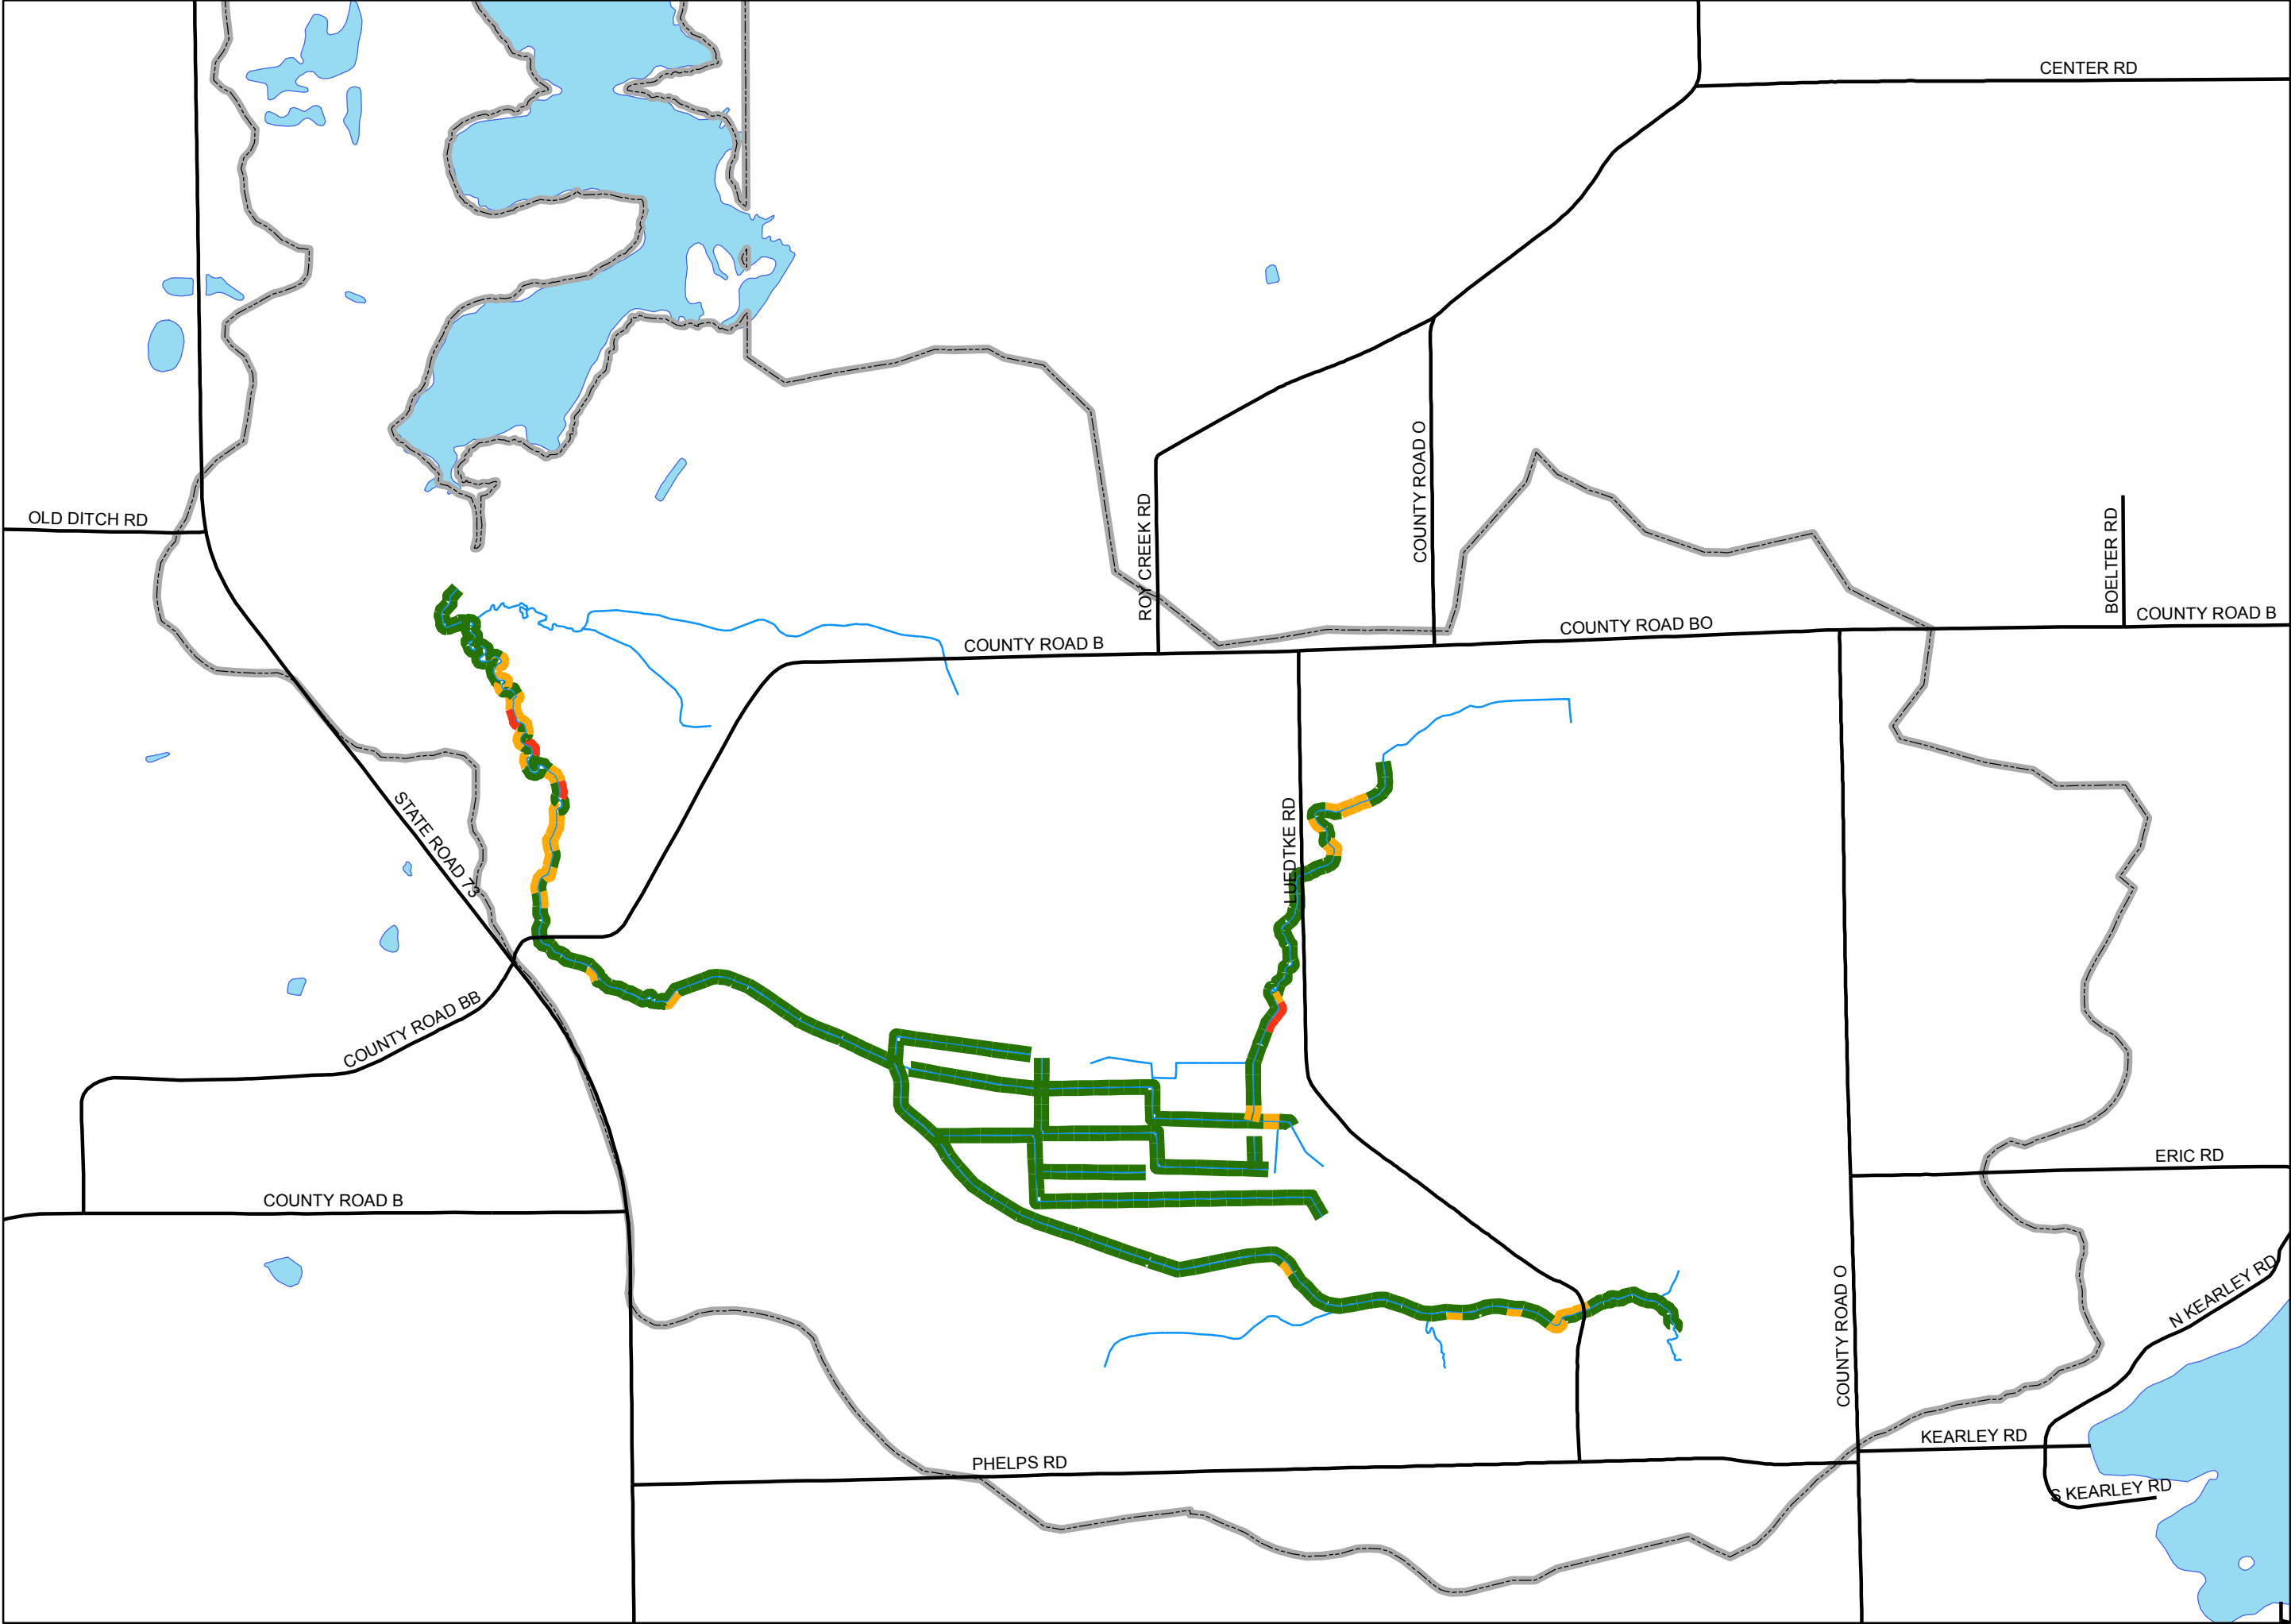 CENTER RD
COUNTY ROAD O
ROY CREEK RD
OLD DITCH RD
BOELTER RD
COUNTY ROAD B
COUNTY ROAD BO
COUNTY ROAD B
STATE ROAD 73
LUEDTKE RD
COUNTY ROAD BB
ERIC RD
COUNTY ROAD B
N KEARLEY RD
COUNTY ROAD O
KEARLEY RD
PHELPS RD
S KEARLEY RD